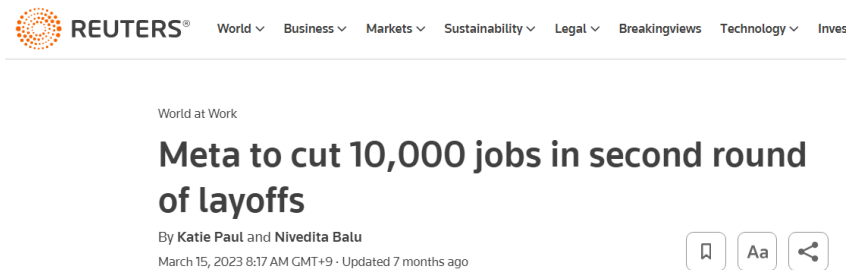 REUTERS® World Business Markets Sustainability Legal Breakingviews Technology Inves
World at Work
Meta to cut 10,000 jobs in second round
of layoffs
By Katie Paul and Nivedita Balu
March 15, 2023 8:17 AM GMT+9 · Updated 7 months ago
Aa